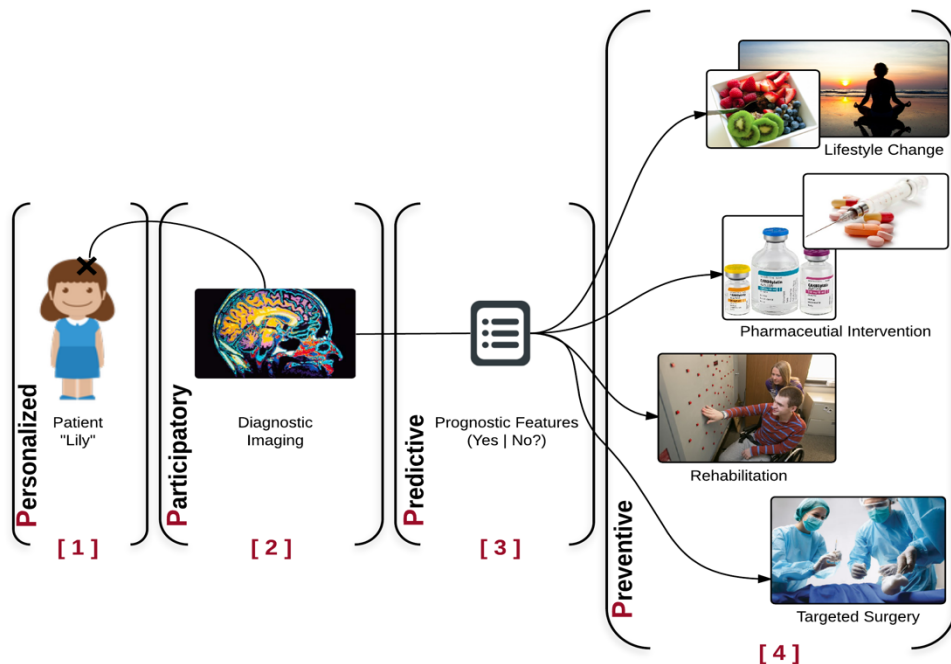 Personalized
Patient
"Lily"
[ 1 ]
Participatory
Diagnostic
Imaging
[ 2 ]
Predictive
Prognostic Features
(Yes | No?)
[ 3 ]
Preventive
Lifestyle Change
Pharmaceutial Intervention
Rehabilitation
Targeted Surgery
[ 4 ]